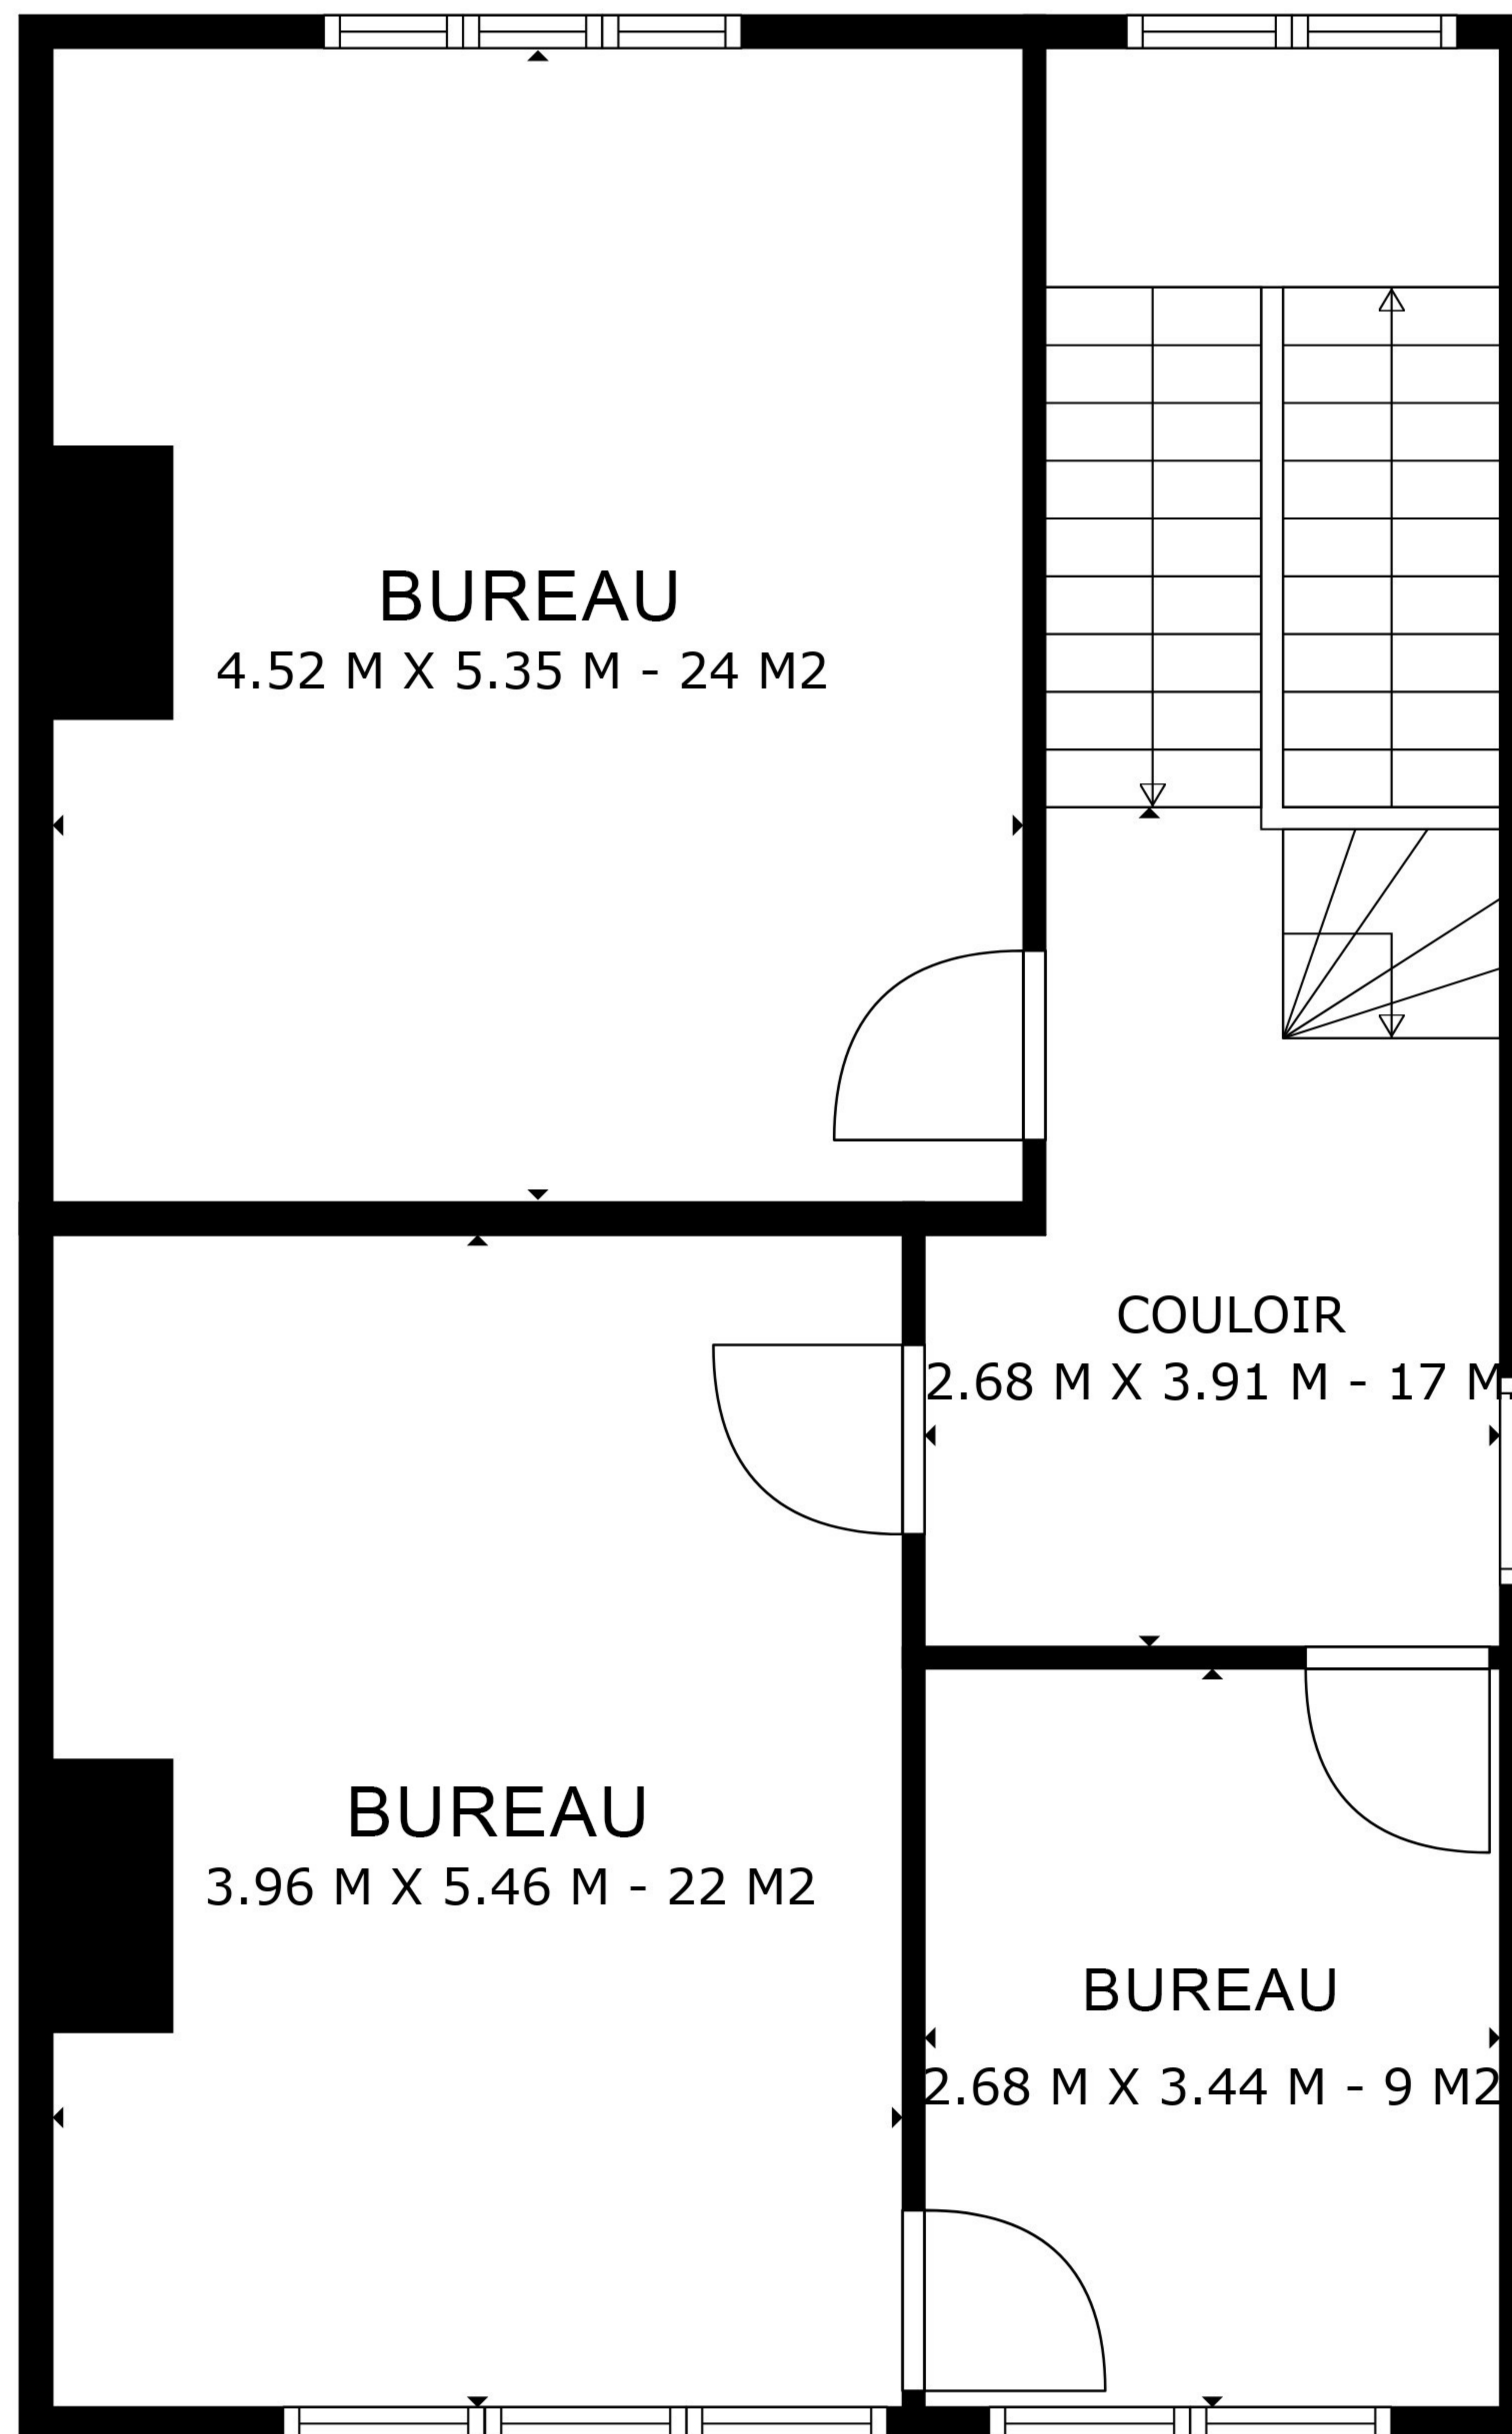 BUREAU
4.52 M X 5.35 M - 24 M2
COULOIR
2.68 M X 3.91 M - 17 M
BUREAU
3.96 M X 5.46 M - 22 M2
BUREAU
2.68 M X 3.44 M - 9 M2